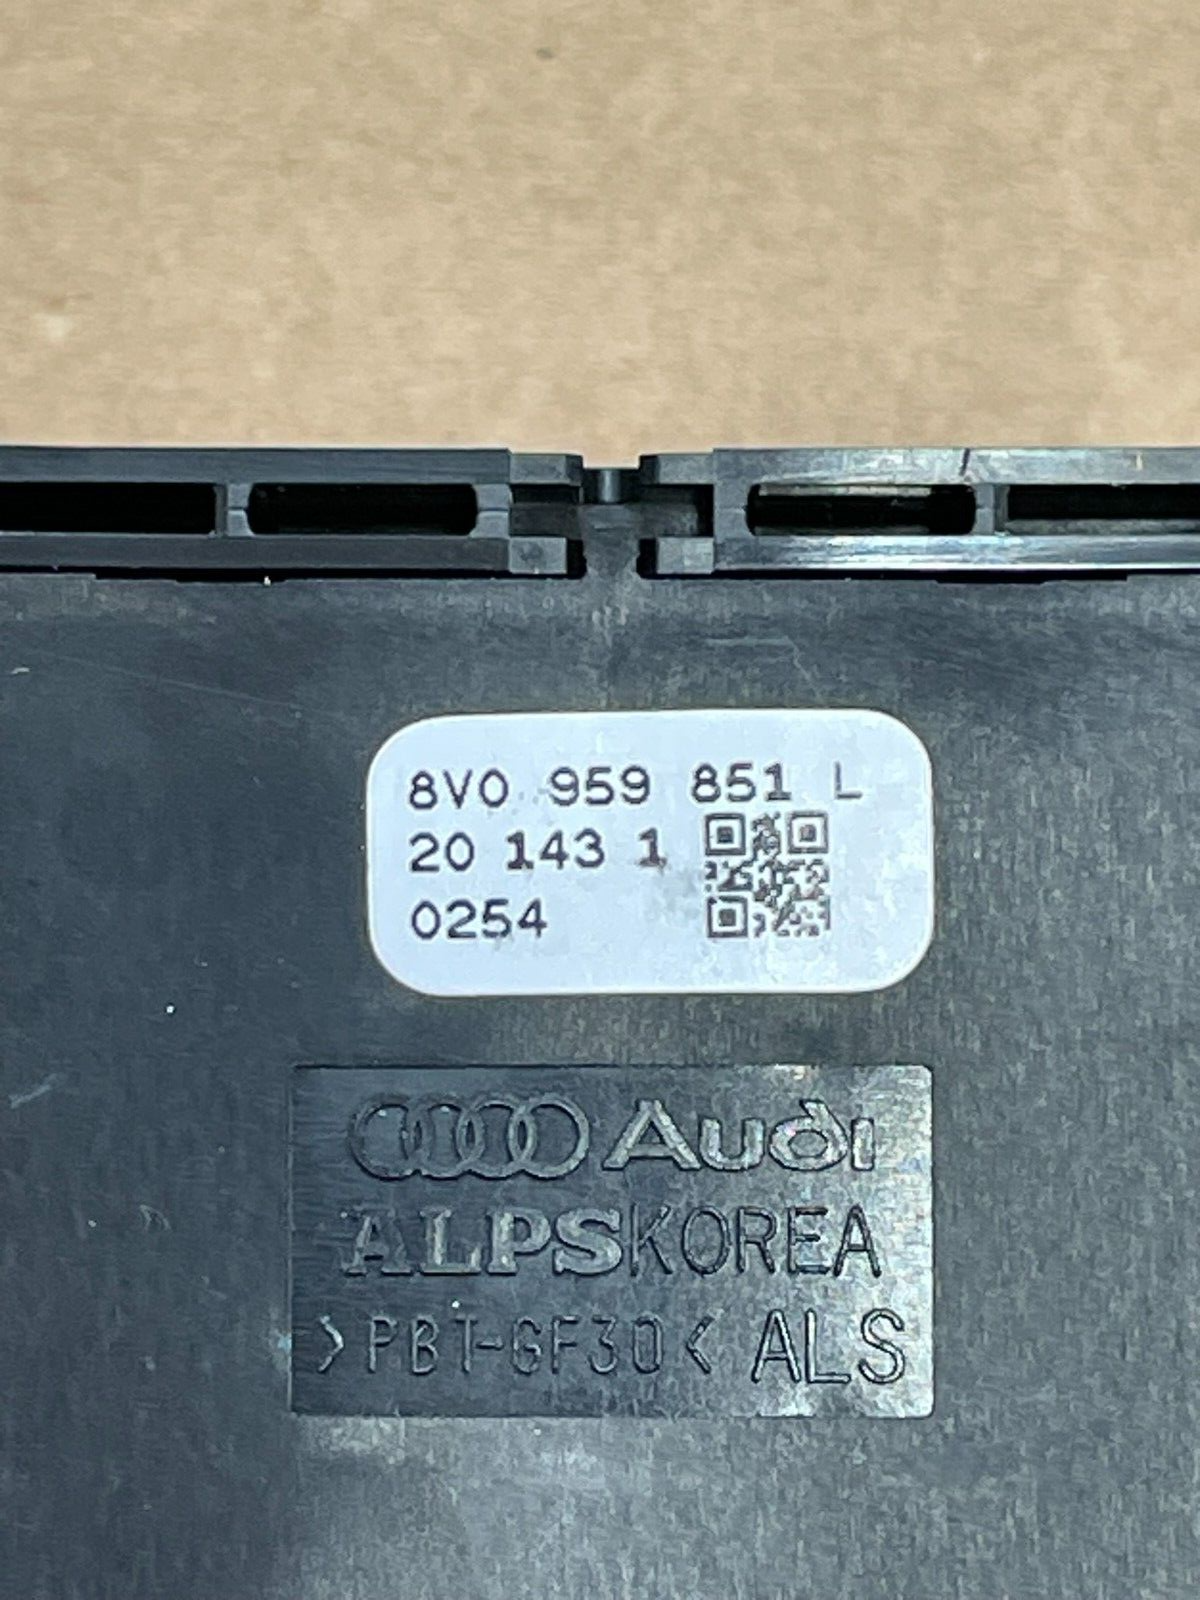 8V0 959 851 L
20 143 1
0254
Audi
ALPSKOREA
>PBT-GF30< ALS